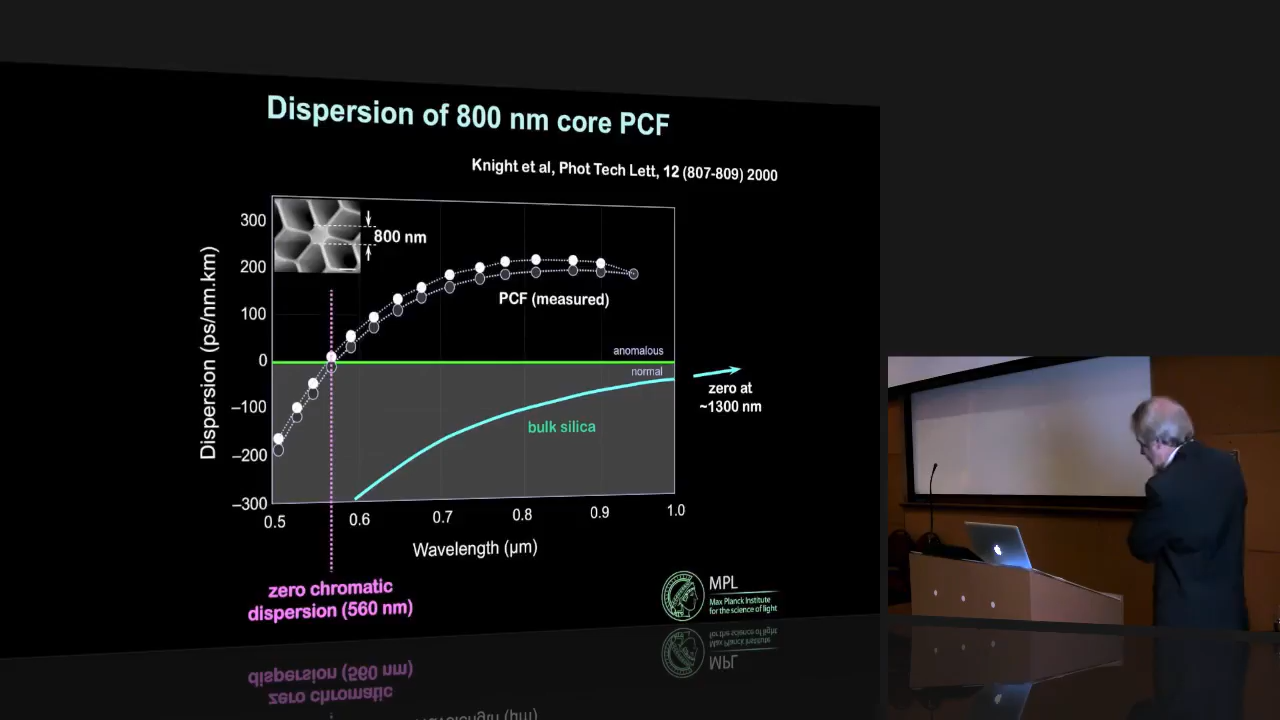 Dispersion of 800 nm core PCF
Knight et al, Phot Tech Lett, 12 (807-809) 2000
Dispersion (ps/nm.km)
300
200
100
0
–100
–200
–300
800 nm
PCF (measured)
anomalous
normal
bulk silica
zero at
~1300 nm
0.5
0.6
0.7
0.8
0.9
1.0
Wavelength (μm)
zero chromatic
dispersion (560 nm)
MPL
Max Planck Institute
for the science of light